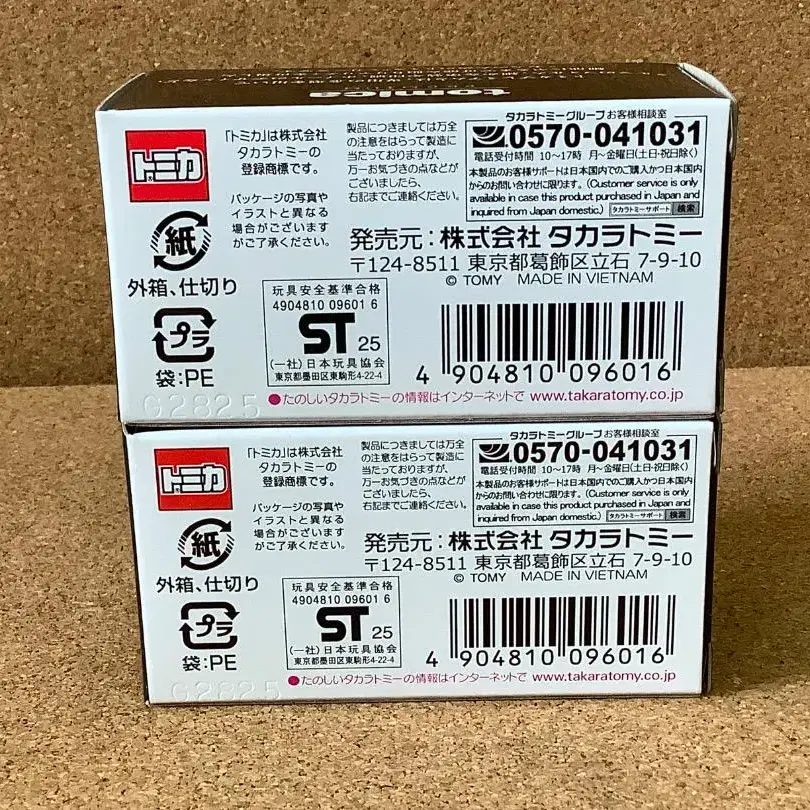 tomica
トミカ
「トミカ」は株式会社
タカラトミーの
登録商標です。
パッケージの写真や
イラストと異なる
場合がございます
がご了承ください。
製品につきましては万全
の注意をはらって製造に
当たっておりますが、
万一お気づきの点などが
ございましたら、
右記までご連絡ください。
タカラトミーグループお客様相談室
0570-041031
電話受付時間 10〜17時 月〜金曜日(土日・祝日除く)
本製品のお客様サポートは日本国内でのご購入かつ日本国内
からのお問い合わせに限ります。(Customer service is only
available in case this product purchased in Japan and
inquired from Japan domestic.) タカラトミーサポート 検索
発売元:株式会社 タカラトミー
〒124-8511 東京都葛飾区立石 7-9-10
© TOMY MADE IN VIETNAM
紙
外箱、仕切り
プラ
袋:PE
玩具安全基準合格
4904810 09601 6
ST 25
(一社)日本玩具協会
東京都墨田区東駒形4-22-4
4 904810 096016
●たのしいタカラトミーの情報はインターネットで www.takaratomy.co.jp
G2825
トミカ
「トミカ」は株式会社
タカラトミーの
登録商標です。
パッケージの写真や
イラストと異なる
場合がございます
がご了承ください。
製品につきましては万全
の注意をはらって製造に
当たっておりますが、
万一お気づきの点などが
ございましたら、
右記までご連絡ください。
タカラトミーグループお客様相談室
0570-041031
電話受付時間 10〜17時 月〜金曜日(土日・祝日除く)
本製品のお客様サポートは日本国内でのご購入かつ日本国内
からのお問い合わせに限ります。(Customer service is only
available in case this product purchased in Japan and
inquired from Japan domestic.) タカラトミーサポート 検索
発売元:株式会社 タカラトミー
〒124-8511 東京都葛飾区立石 7-9-10
© TOMY MADE IN VIETNAM
紙
外箱、仕切り
プラ
袋:PE
玩具安全基準合格
4904810 09601 6
ST 25
(一社)日本玩具協会
東京都墨田区東駒形4-22-4
4 904810 096016
●たのしいタカラトミーの情報はインターネットで www.takaratomy.co.jp
G2825